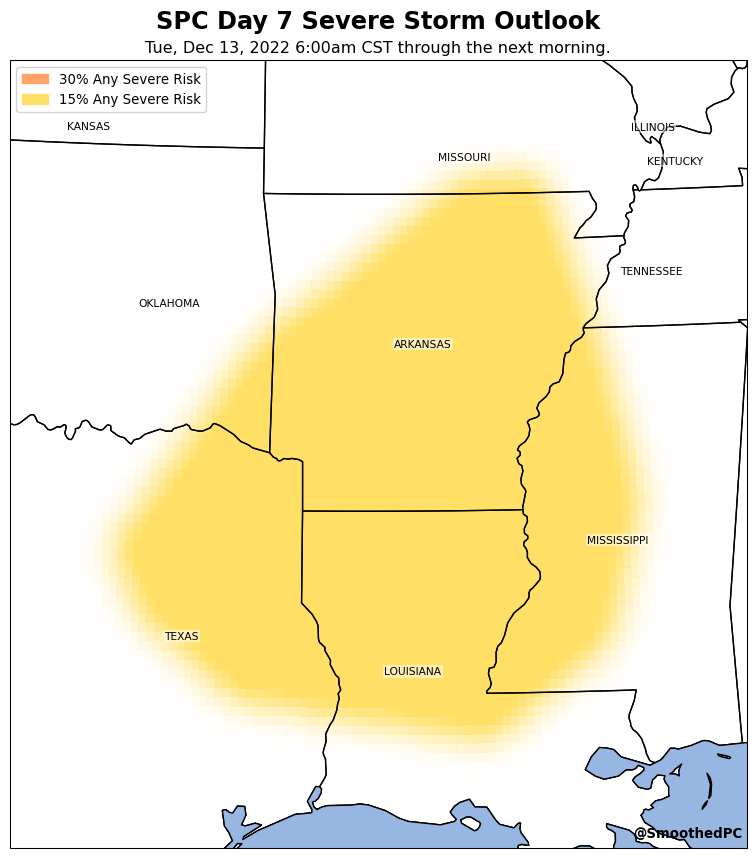 SPC Day 7 Severe Storm Outlook
Tue, Dec 13, 2022 6:00am CST through the next morning.
30% Any Severe Risk
15% Any Severe Risk
KANSAS
ILLINOIS
MISSOURI
KENTUCKY
TENNESSEE
OKLAHOMA
ARKANSAS
MISSISSIPPI
TEXAS
LOUISIANA
@SmoothedPC